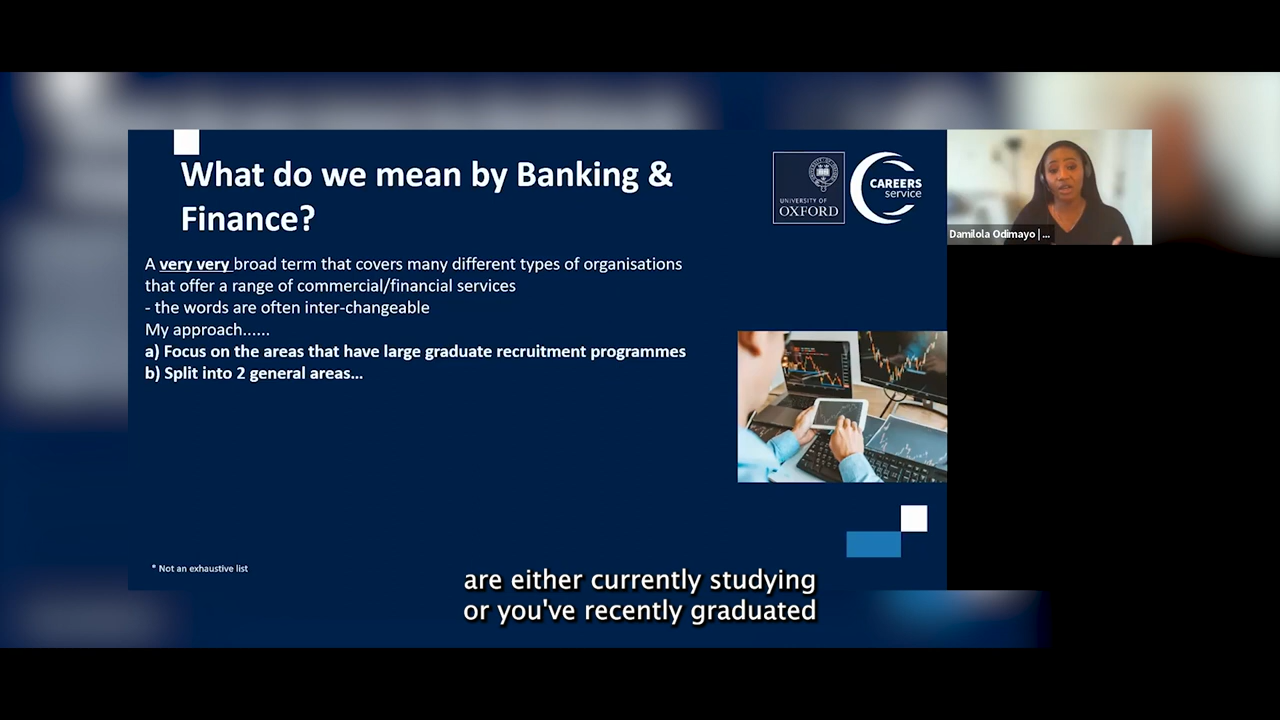 What do we mean by Banking &
Finance?
UNIVERSITY OF
OXFORD
CAREERS
service
Damilola Odimayo | ...
A very very broad term that covers many different types of organisations
that offer a range of commercial/financial services
- the words are often inter-changeable
My approach......
a) Focus on the areas that have large graduate recruitment programmes
b) Split into 2 general areas...
* Not an exhaustive list
are either currently studying
or you've recently graduated